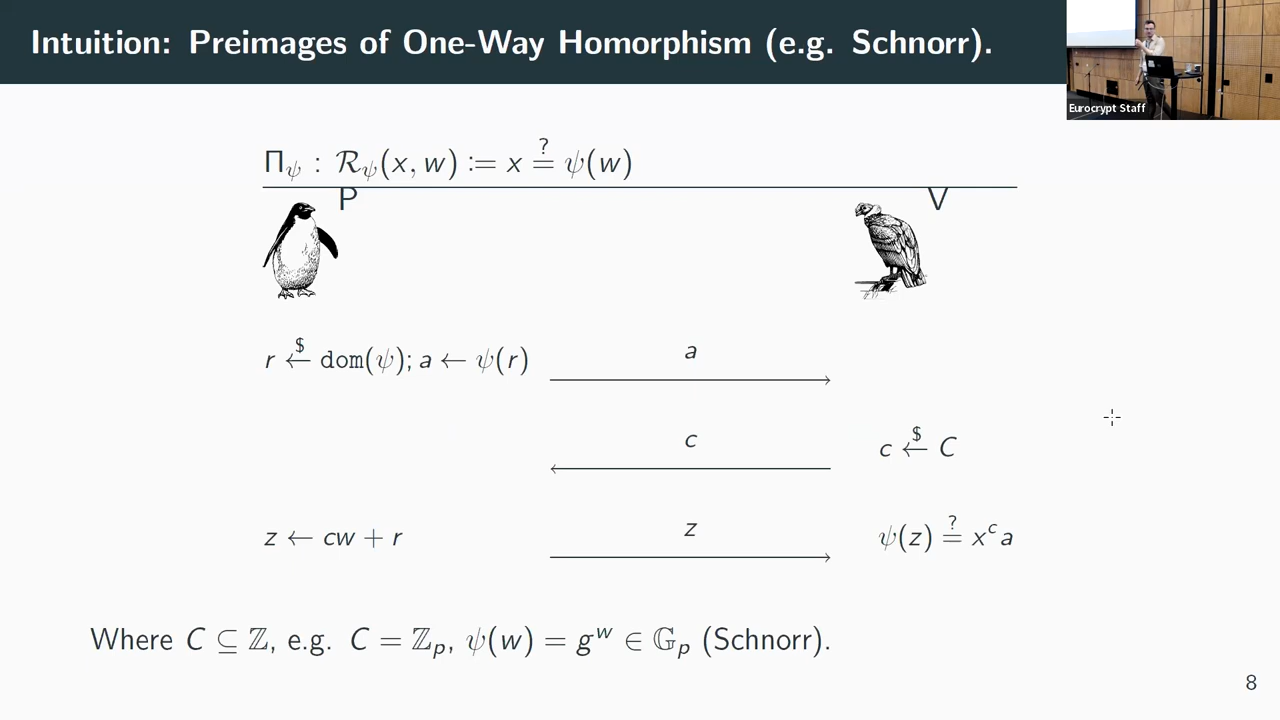 Intuition: Preimages of One-Way Homorphism (e.g. Schnorr).
Eurocrypt Staff
Π_ψ : R_ψ(x, w) := x ≟ ψ(w)
P
V
r ←$ dom(ψ); a ← ψ(r)
a
c
c ←$ C
z ← cw + r
z
ψ(z) ≟ x^c a
Where C ⊆ ℤ, e.g. C = ℤ_p, ψ(w) = g^w ∈ 𝔾_p (Schnorr).
8